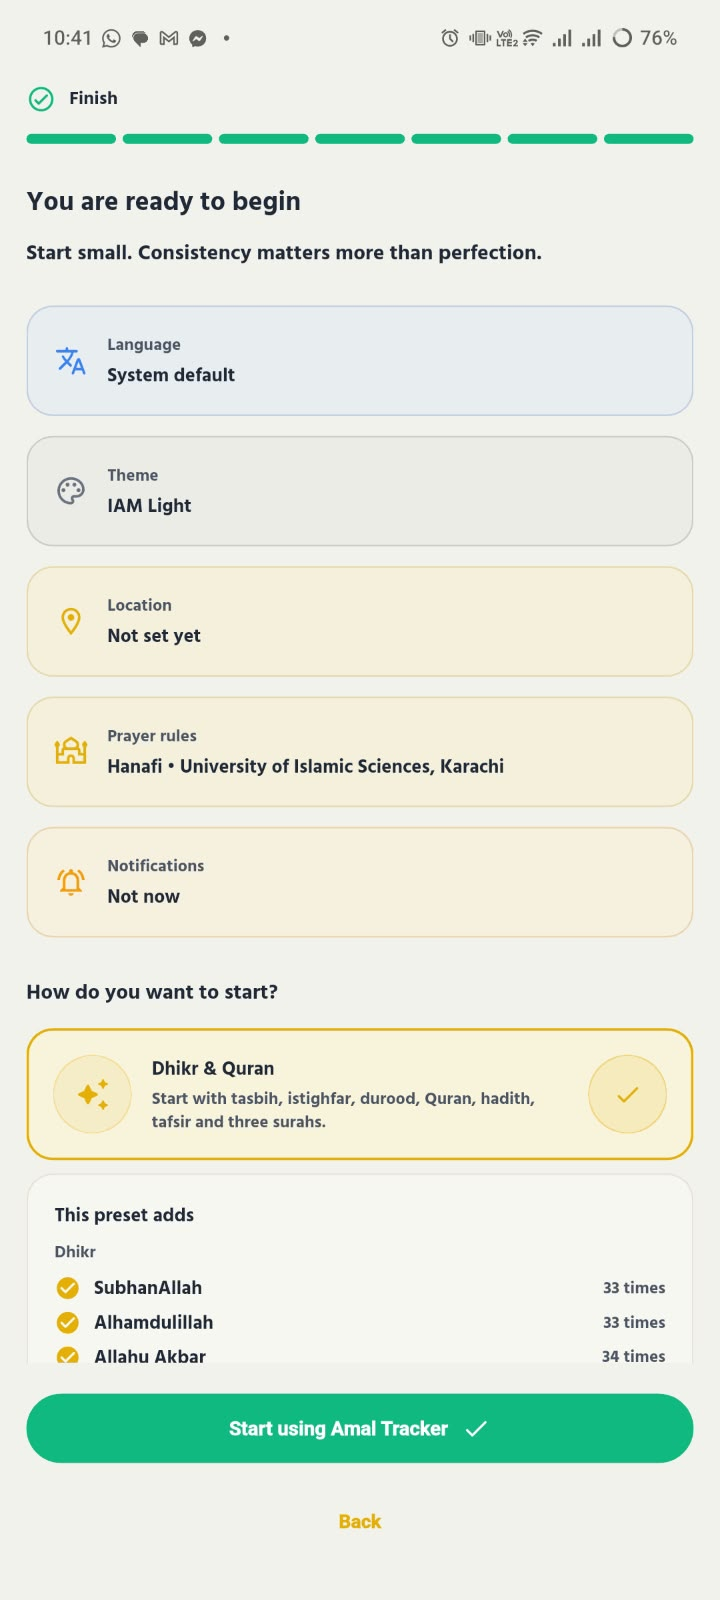 10:41
Vo) LTE2
76%
Finish
You are ready to begin
Start small. Consistency matters more than perfection.
Language
System default
Theme
IAM Light
Location
Not set yet
Prayer rules
Hanafi • University of Islamic Sciences, Karachi
Notifications
Not now
How do you want to start?
Dhikr & Quran
Start with tasbih, istighfar, durood, Quran, hadith,
tafsir and three surahs.
This preset adds
Dhikr
SubhanAllah 33 times
Alhamdulillah 33 times
Allahu Akbar 34 times
Start using Amal Tracker
Back